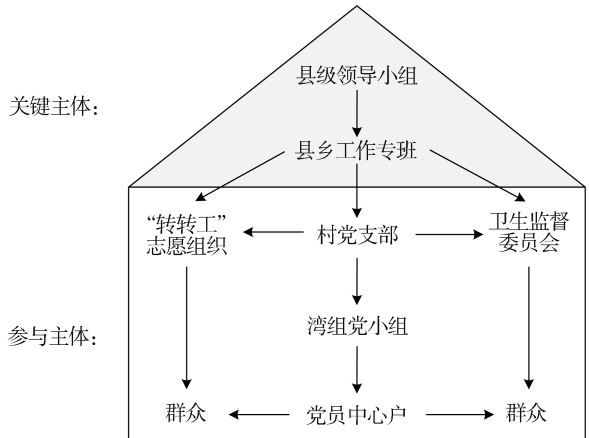 县级领导小组
关键主体：
县乡工作专班
“转转工”
志愿组织
村党支部
卫生监督
委员会
湾组党小组
参与主体：
群众
党员中心户
群众